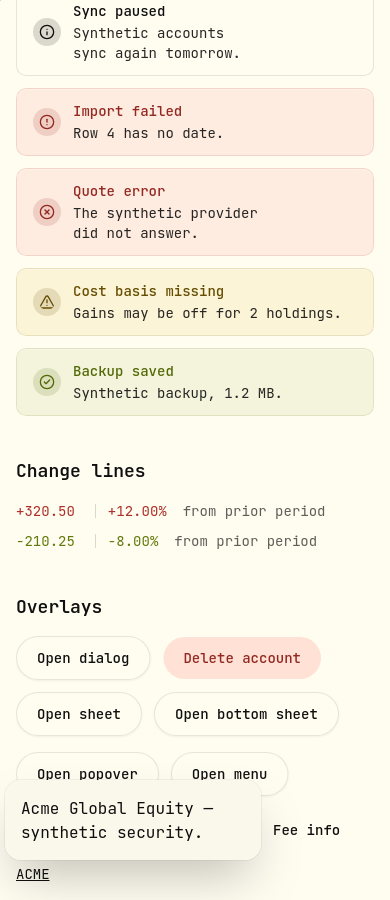 Sync paused
Synthetic accounts
sync again tomorrow.
Import failed
Row 4 has no date.
Quote error
The synthetic provider
did not answer.
Cost basis missing
Gains may be off for 2 holdings.
Backup saved
Synthetic backup, 1.2 MB.
Change lines
+320.50 +12.00% from prior period
-210.25 -8.00% from prior period
Overlays
Open dialog Delete account
Open sheet Open bottom sheet
Open popover Open menu
Acme Global Equity —
synthetic security.
Fee info
ACME